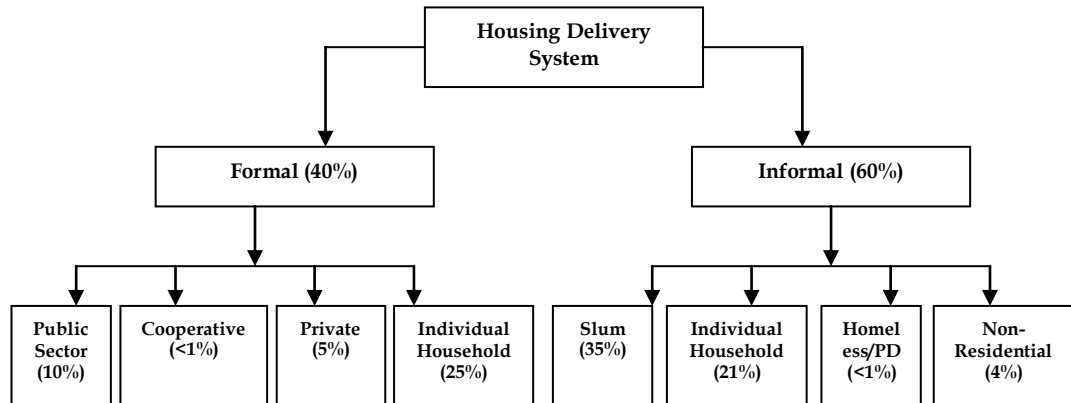 Housing Delivery
System
Formal (40%)
Informal (60%)
Public
Sector
(10%)
Cooperative
(<1%)
Private
(5%)
Individual
Household
(25%)
Slum
(35%)
Individual
Household
(21%)
Homel
ess/PD
(<1%)
Non-
Residential
(4%)